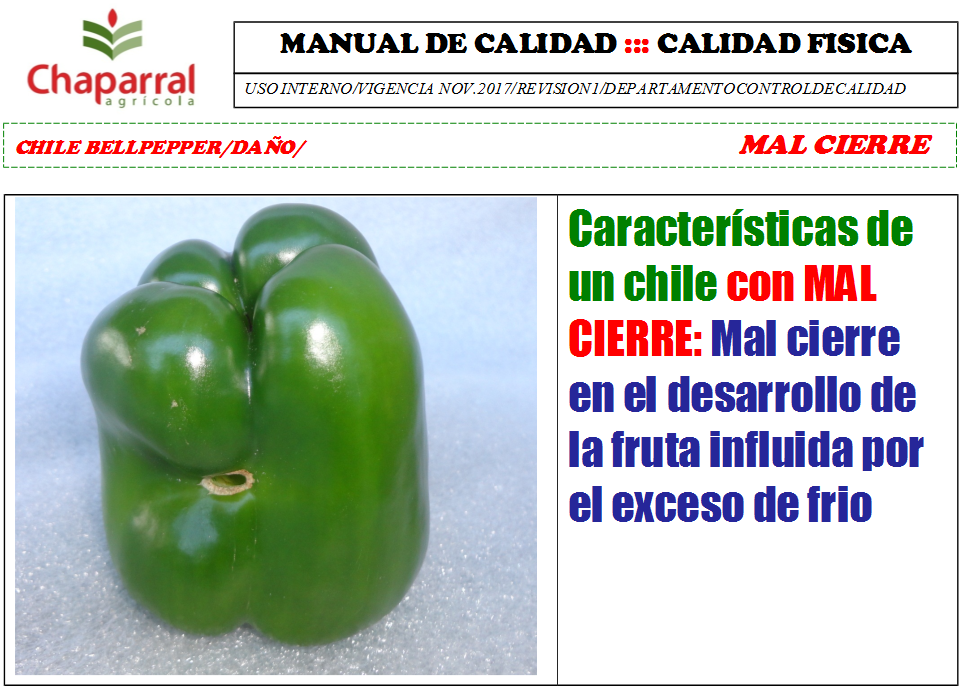 Chaparral
agrícola
MANUAL DE CALIDAD ::: CALIDAD FISICA
USO INTERNO/VIGENCIA NOV.2017/REVISION1/DEPARTAMENTOCONTROLDECALIDAD
CHILE BELLPEPPER/DAÑO/
MAL CIERRE
Características de
un chile con MAL
CIERRE: Mal cierre
en el desarrollo de
la fruta influida por
el exceso de frio